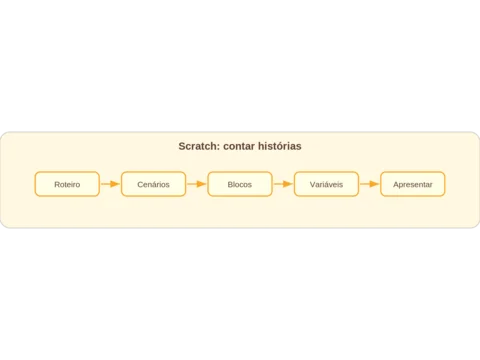 Scratch: contar histórias
Roteiro
Cenários
Blocos
Variáveis
Apresentar